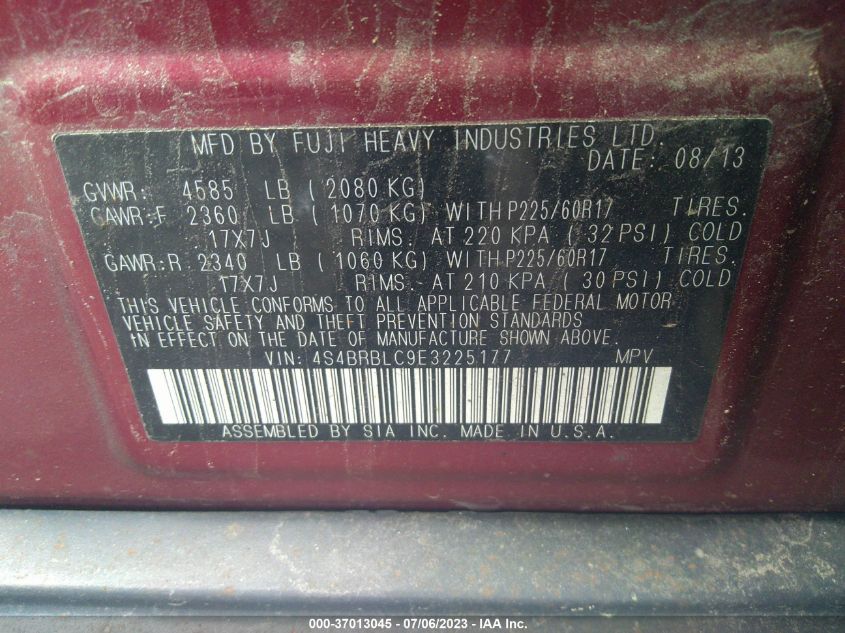 MFD BY FUJI HEAVY INDUSTRIES LTD.
DATE: 08/13
GVWR: 4585 LB ( 2080 KG)
GAWR:F 2360 LB ( 1070 KG) WITH P225/60R17 TIRES.
17X7J RIMS. AT 220 KPA ( 32 PSI) COLD
GAWR:R 2340 LB ( 1060 KG) WITH P225/60R17 TIRES.
17X7J RIMS. AT 210 KPA ( 30 PSI) COLD
THIS VEHICLE CONFORMS TO ALL APPLICABLE FEDERAL MOTOR
VEHICLE SAFETY AND THEFT PREVENTION STANDARDS
IN EFFECT ON THE DATE OF MANUFACTURE SHOWN ABOVE.
VIN: 4S4BRBLC9E3225177 MPV
ASSEMBLED BY SIA INC. MADE IN U.S.A.
000-37013045 - 07/06/2023 - IAA Inc.